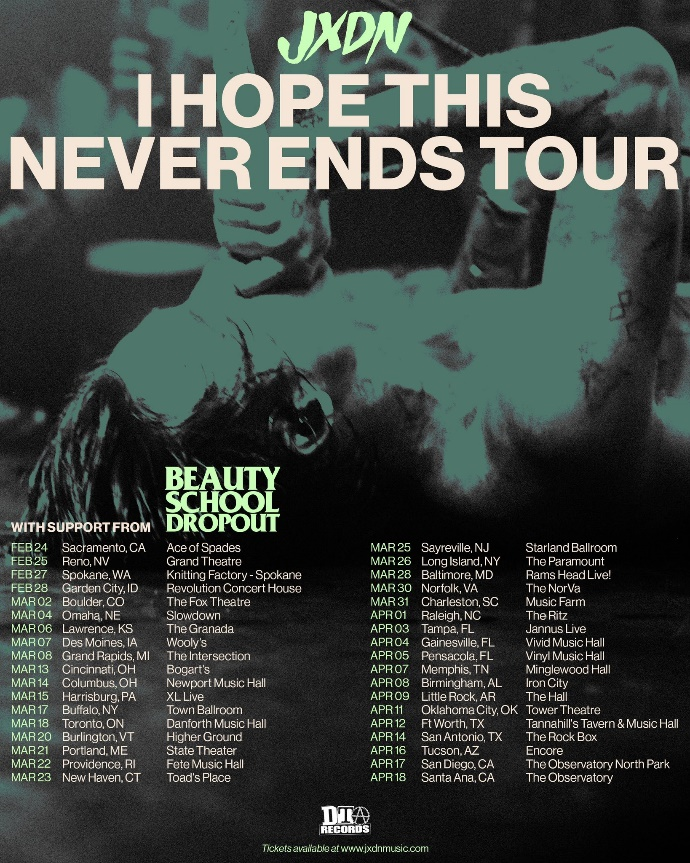 JXDN
I HOPE THIS
NEVER ENDS TOUR
WITH SUPPORT FROM
BEAUTY
SCHOOL
DROPOUT
FEB 24 Sacramento, CA Ace of Spades
FEB 25 Reno, NV Grand Theatre
FEB 27 Spokane, WA Knitting Factory - Spokane
FEB 28 Garden City, ID Revolution Concert House
MAR 02 Boulder, CO The Fox Theatre
MAR 04 Omaha, NE Slowdown
MAR 06 Lawrence, KS The Granada
MAR 07 Des Moines, IA Wooly's
MAR 08 Grand Rapids, MI The Intersection
MAR 13 Cincinnati, OH Bogart's
MAR 14 Columbus, OH Newport Music Hall
MAR 15 Harrisburg, PA XL Live
MAR 17 Buffalo, NY Town Ballroom
MAR 18 Toronto, ON Danforth Music Hall
MAR 20 Burlington, VT Higher Ground
MAR 21 Portland, ME State Theater
MAR 22 Providence, RI Fete Music Hall
MAR 23 New Haven, CT Toad's Place
MAR 25 Sayreville, NJ Starland Ballroom
MAR 26 Long Island, NY The Paramount
MAR 28 Baltimore, MD Rams Head Live!
MAR 30 Norfolk, VA The NorVa
MAR 31 Charleston, SC Music Farm
APR 01 Raleigh, NC The Ritz
APR 03 Tampa, FL Jannus Live
APR 04 Gainesville, FL Vivid Music Hall
APR 05 Pensacola, FL Vinyl Music Hall
APR 07 Memphis, TN Minglewood Hall
APR 08 Birmingham, AL Iron City
APR 09 Little Rock, AR The Hall
APR 11 Oklahoma City, OK Tower Theatre
APR 12 Ft Worth, TX Tannahill's Tavern & Music Hall
APR 14 San Antonio, TX The Rock Box
APR 16 Tucson, AZ Encore
APR 17 San Diego, CA The Observatory North Park
APR 18 Santa Ana, CA The Observatory
DTA
RECORDS
Tickets available at www.jxdnmusic.com